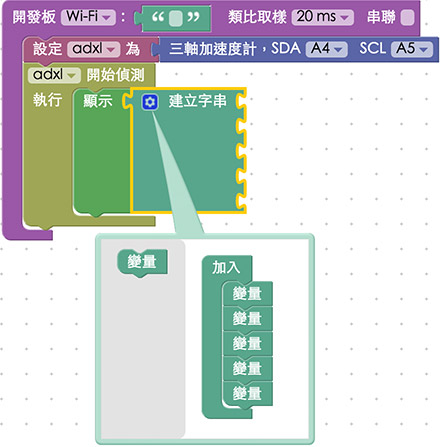 開發板 Wi-Fi : “ ” 類比取樣 20 ms 串聯
設定 adxl 為 三軸加速度計，SDA A4 SCL A5
adxl 開始偵測
執行 顯示 建立字串
變量 加入
變量
變量
變量
變量
變量